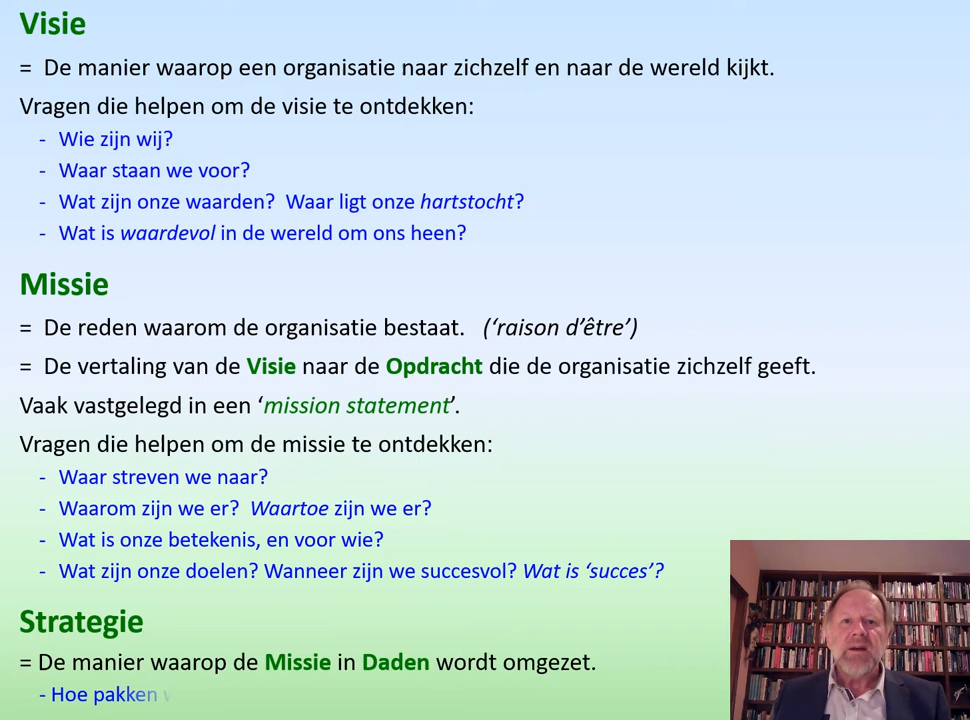 Visie
= De manier waarop een organisatie naar zichzelf en naar de wereld kijkt.
Vragen die helpen om de visie te ontdekken:
- Wie zijn wij?
- Waar staan we voor?
- Wat zijn onze waarden? Waar ligt onze hartstocht?
- Wat is waardevol in de wereld om ons heen?
Missie
= De reden waarom de organisatie bestaat. (‘raison d’être’)
= De vertaling van de Visie naar de Opdracht die de organisatie zichzelf geeft.
Vaak vastgelegd in een ‘mission statement’.
Vragen die helpen om de missie te ontdekken:
- Waar streven we naar?
- Waarom zijn we er? Waartoe zijn we er?
- Wat is onze betekenis, en voor wie?
- Wat zijn onze doelen? Wanneer zijn we succesvol? Wat is ‘succes’?
Strategie
= De manier waarop de Missie in Daden wordt omgezet.
- Hoe pakken